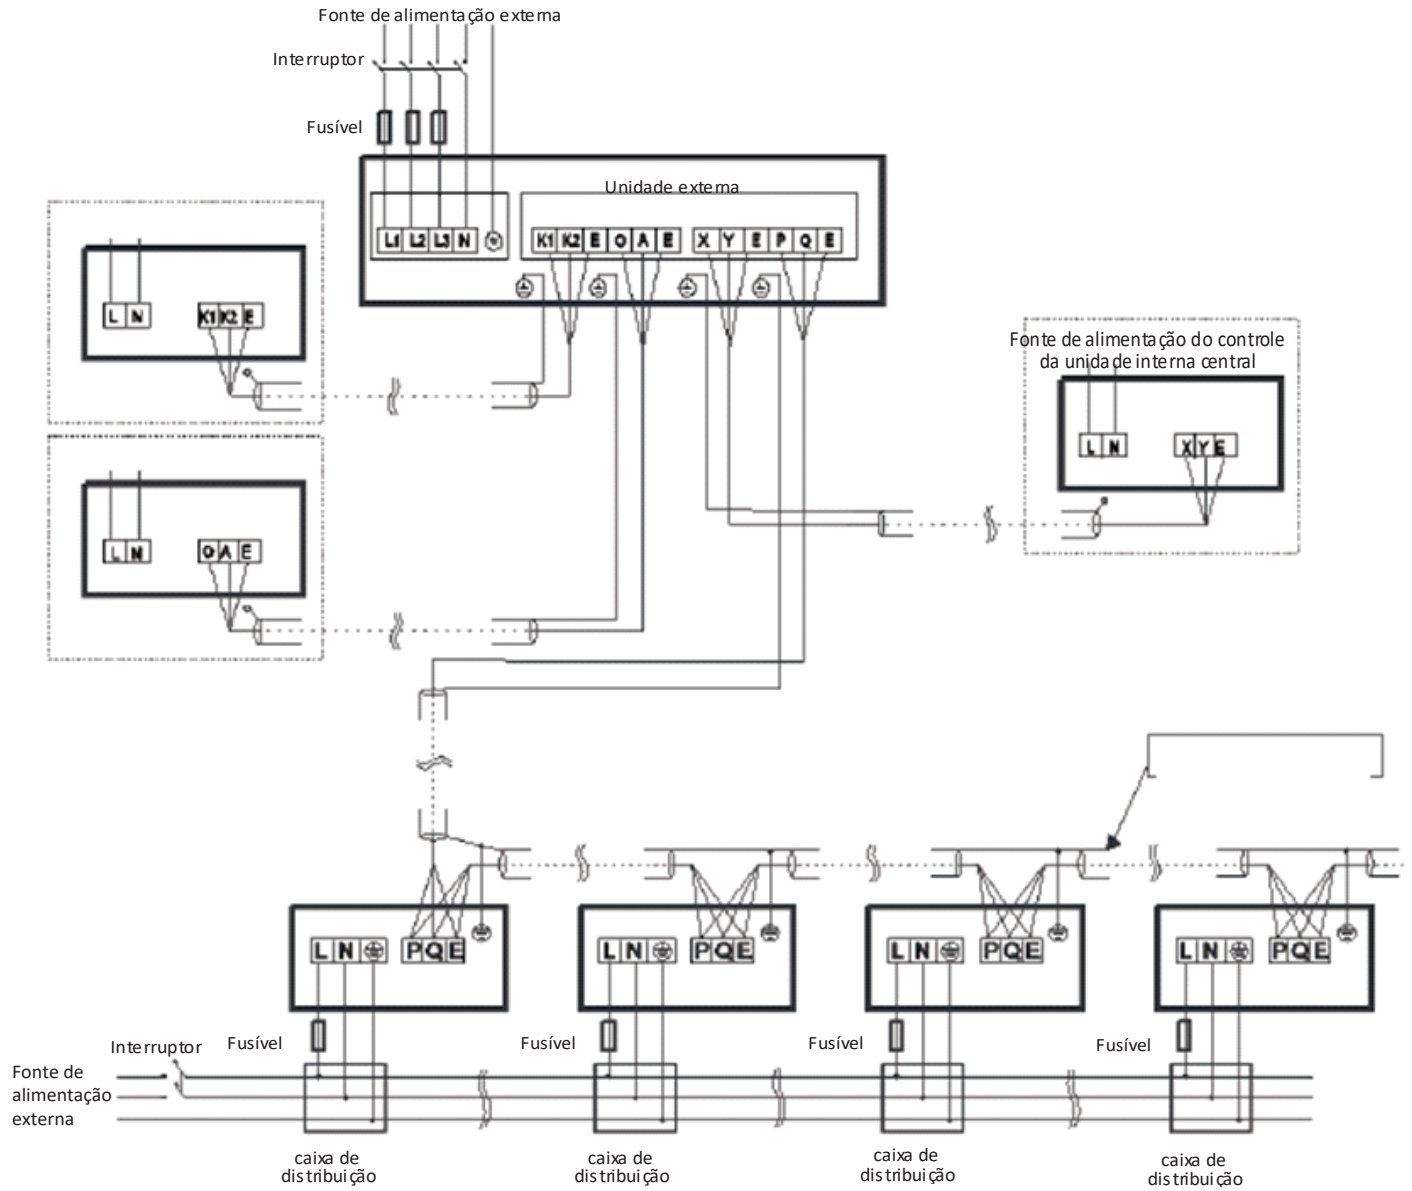 Fonte de alimentação externa
Interruptor
Fusível
Unidade externa
L1 L2 L3 N
K1 K2 E O A E
X Y E P Q E
L N
K1 K2 E
Fonte de alimentação do controle
da unidade interna central
L N
X Y E
L N
O A E
L N
P Q E
L N
P Q E
L N
P Q E
L N
P Q E
Fusível
Fusível
Fusível
Fusível
Interruptor
Fonte de
alimentação
externa
caixa de
distribuição
caixa de
distribuição
caixa de
distribuição
caixa de
distribuição